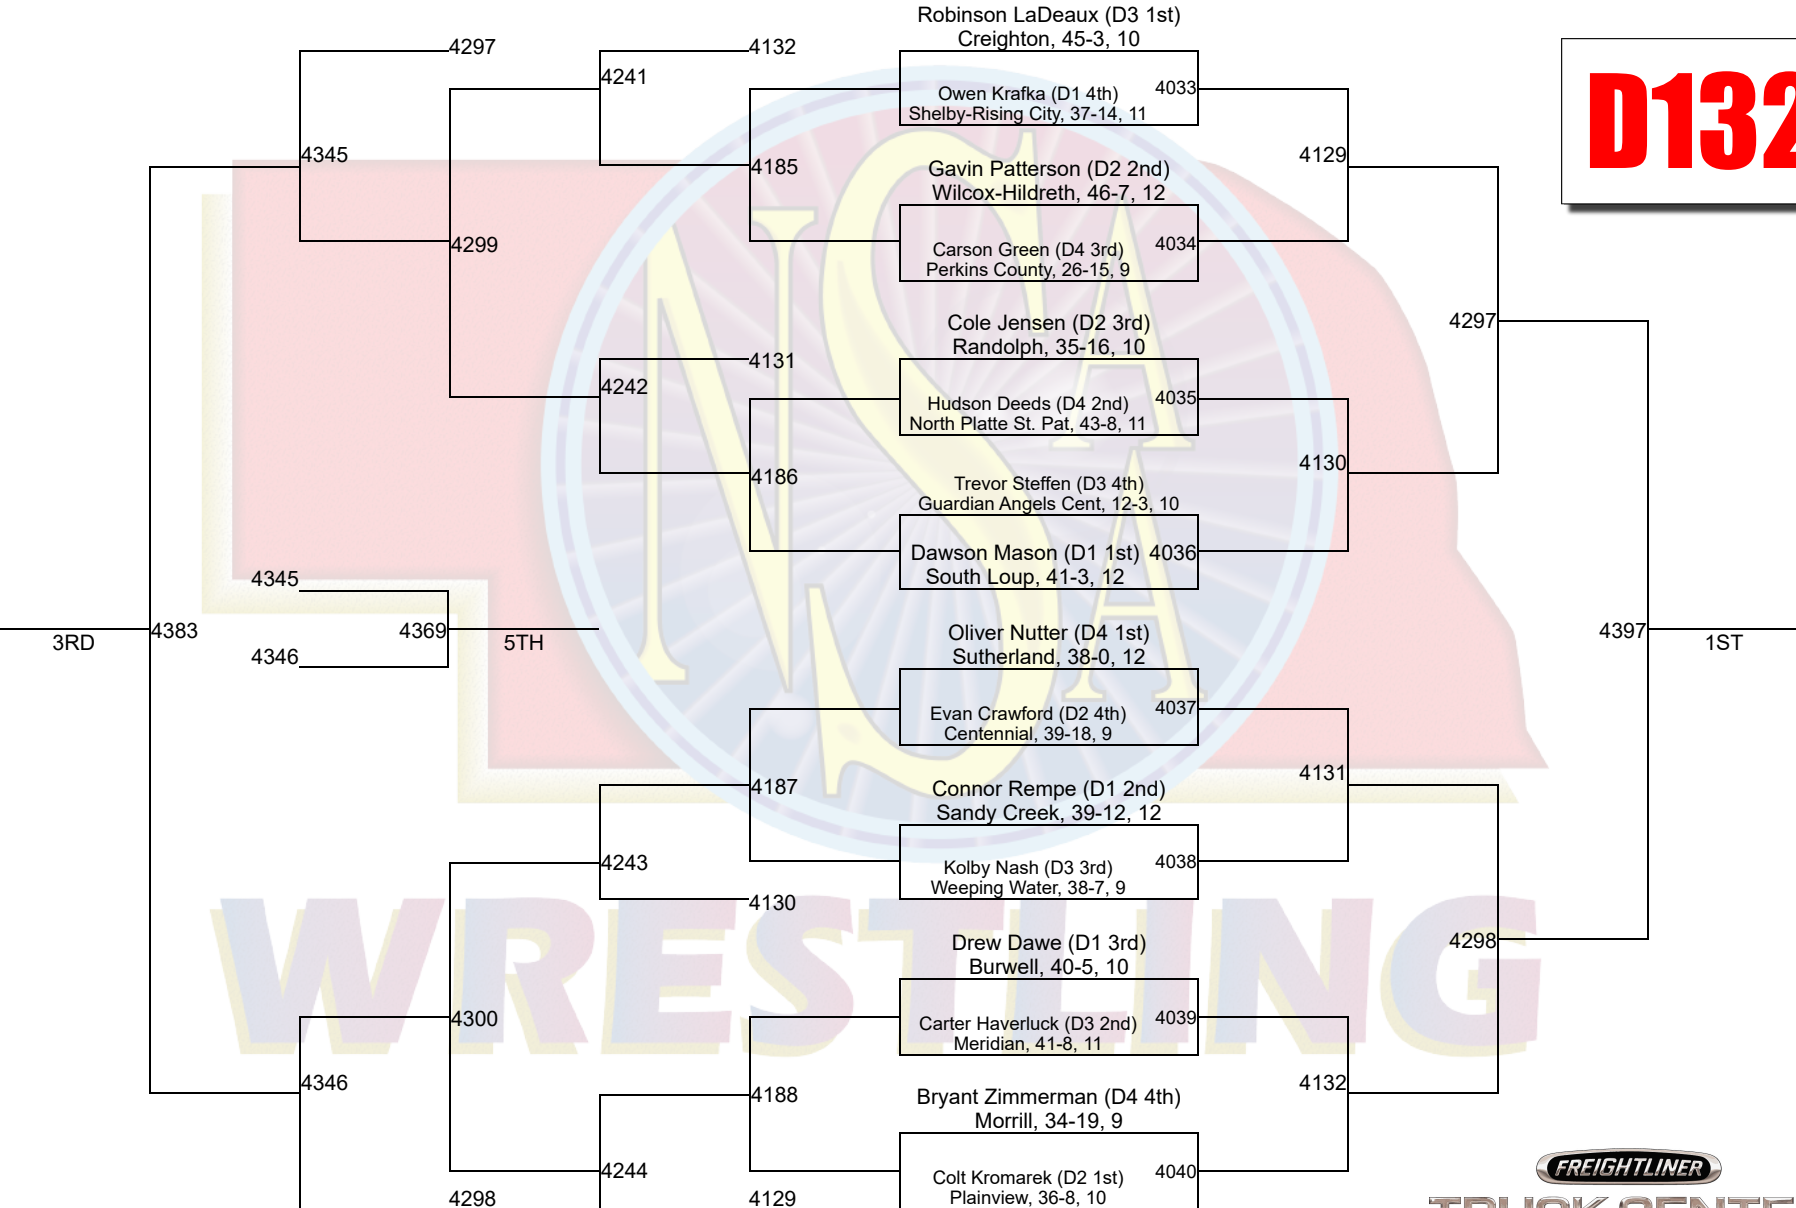 Robinson LaDeaux (D3 1st)
Creighton, 45-3, 10
4297
4132
4241
Owen Krafka (D1 4th)
4033
Shelby-Rising City, 37-14, 11
D132
4345
4185
4129
Gavin Patterson (D2 2nd)
Wilcox-Hildreth, 46-7, 12
4299
Carson Green (D4 3rd)
4034
Perkins County, 26-15, 9
Cole Jensen (D2 3rd)
4297
Randolph, 35-16, 10
4131
4242
Hudson Deeds (D4 2nd)
4035
North Platte St. Pat, 43-8, 11
4186
4130
Trevor Steffen (D3 4th)
Guardian Angels Cent, 12-3, 10
Dawson Mason (D1 1st)
4036
South Loup, 41-3, 12
4345
3RD
4383
4369
5TH
4346
Oliver Nutter (D4 1st)
Sutherland, 38-0, 12
4397
1ST
Evan Crawford (D2 4th)
4037
Centennial, 39-18, 9
4187
4131
Connor Rempe (D1 2nd)
Sandy Creek, 39-12, 12
4243
Kolby Nash (D3 3rd)
4038
Weeping Water, 38-7, 9
4130
Drew Dawe (D1 3rd)
Burwell, 40-5, 10
4298
4300
Carter Haverluck (D3 2nd)
4039
Meridian, 41-8, 11
4346
4188
4132
Bryant Zimmerman (D4 4th)
Morrill, 34-19, 9
4244
Colt Kromarek (D2 1st)
4040
Plainview, 36-8, 10
4298
4129
NSAA
WRESTLING
FREIGHTLINER
TRUCK CENTE